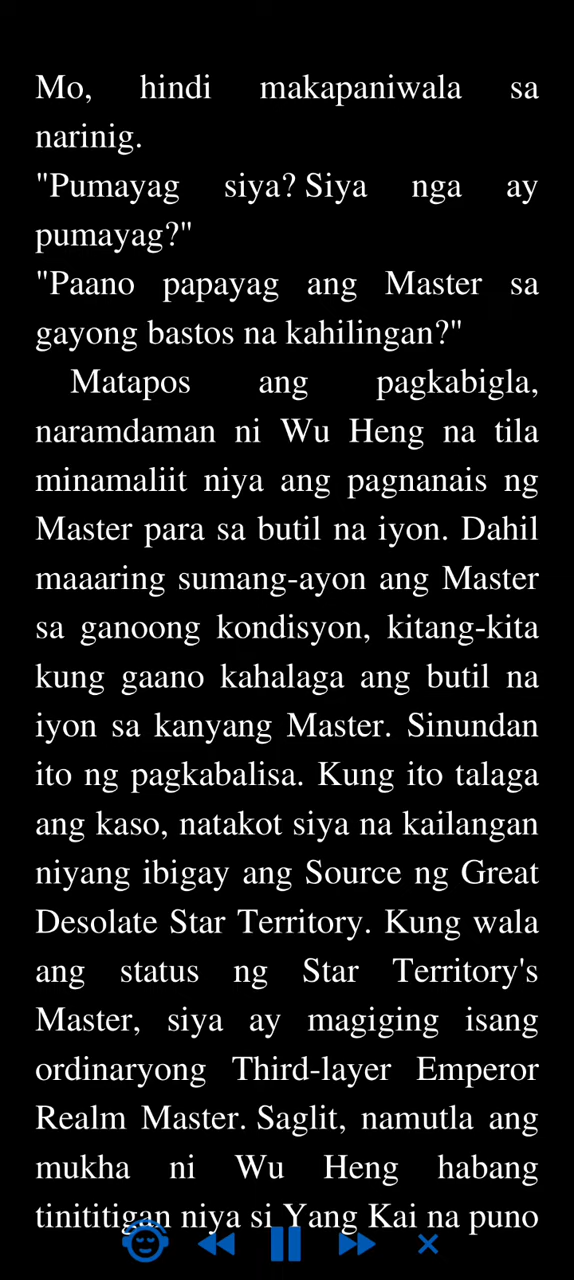 Mo, hindi makapaniwala sa
narinig.
"Pumayag siya? Siya nga ay
pumayag?"
"Paano papayag ang Master sa
gayong bastos na kahilingan?"
Matapos ang pagkabigla,
naramdaman ni Wu Heng na tila
minamaliit niya ang pagnanais ng
Master para sa butil na iyon. Dahil
maaaring sumang-ayon ang Master
sa ganoong kondisyon, kitang-kita
kung gaano kahalaga ang butil na
iyon sa kanyang Master. Sinundan
ito ng pagkabalisa. Kung ito talaga
ang kaso, natakot siya na kailangan
niyang ibigay ang Source ng Great
Desolate Star Territory. Kung wala
ang status ng Star Territory's
Master, siya ay magiging isang
ordinaryong Third-layer Emperor
Realm Master. Saglit, namutla ang
mukha ni Wu Heng habang
tinititigan niya si Yang Kai na puno